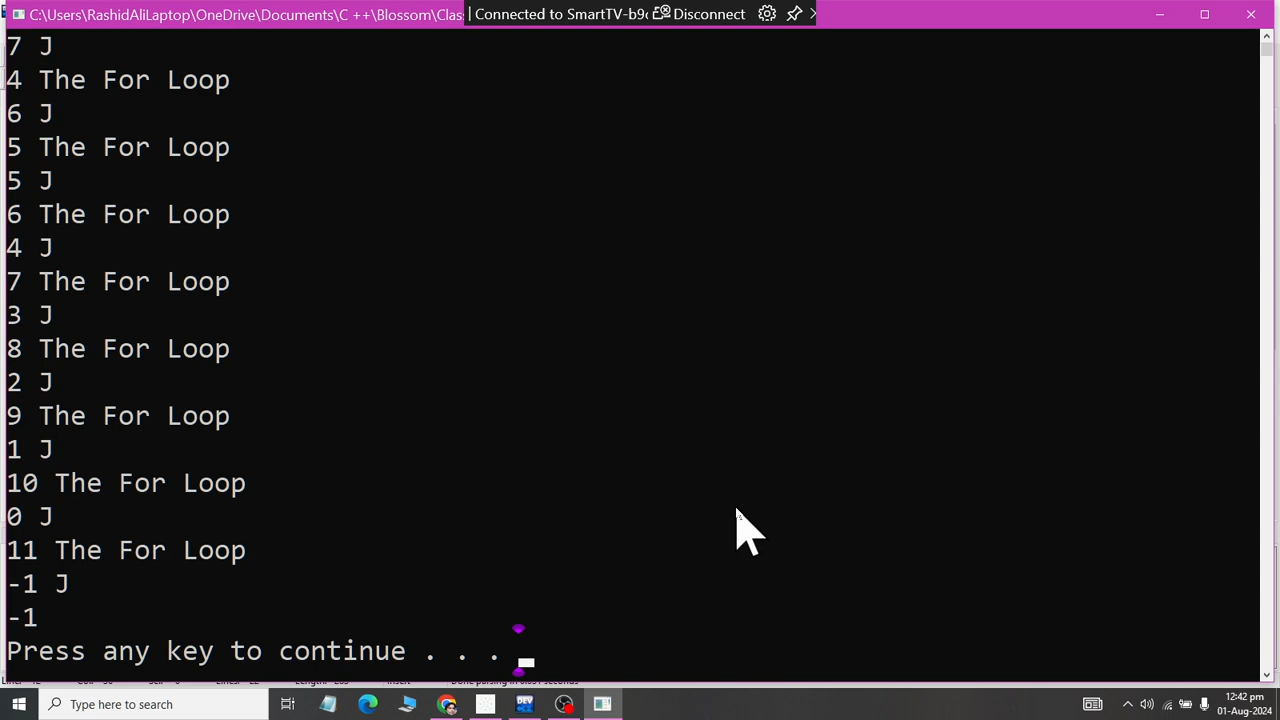 C:\Users\RashidAliLaptop\OneDrive\Documents\C ++\Blossom\Clas
Connected to SmartTV-b9
Disconnect
7 J
4 The For Loop
6 J
5 The For Loop
5 J
6 The For Loop
4 J
7 The For Loop
3 J
8 The For Loop
2 J
9 The For Loop
1 J
10 The For Loop
0 J
11 The For Loop
-1 J
-1
Press any key to continue . . .
Type here to search
DEV
12:42 pm
01-Aug-2024